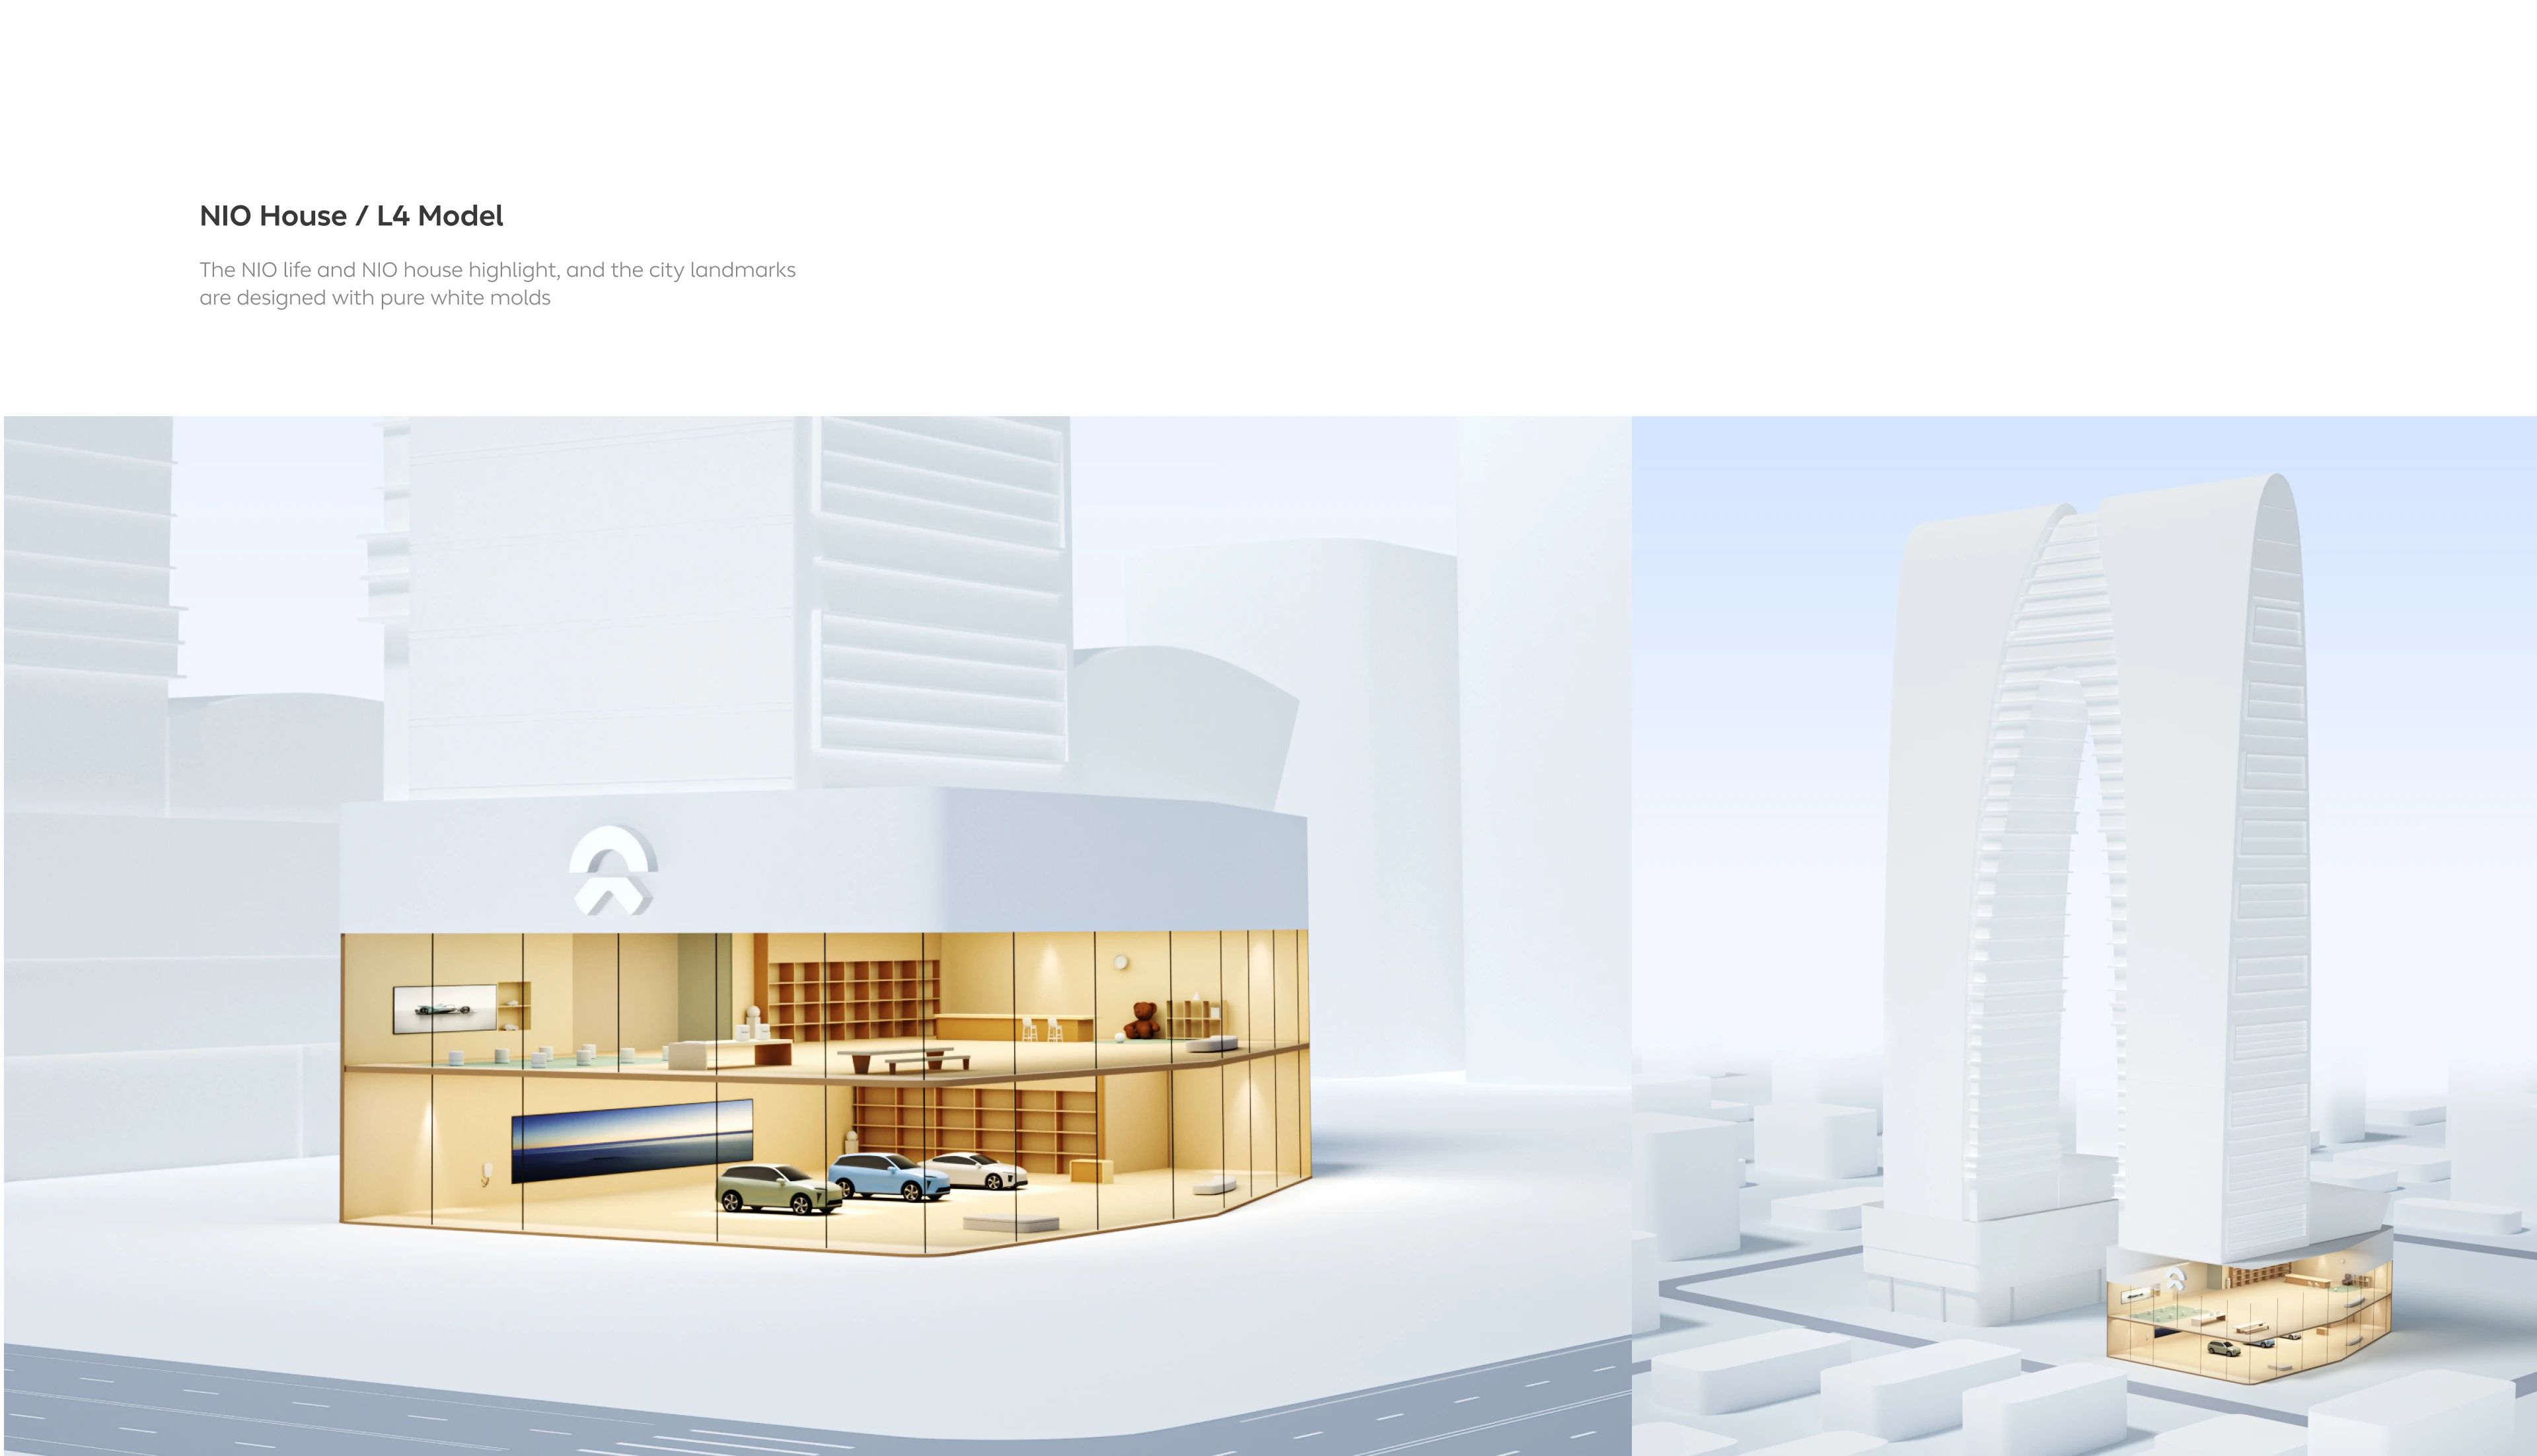 NIO House / L4 Model
The NIO life and NIO house highlight, and the city landmarks
are designed with pure white molds